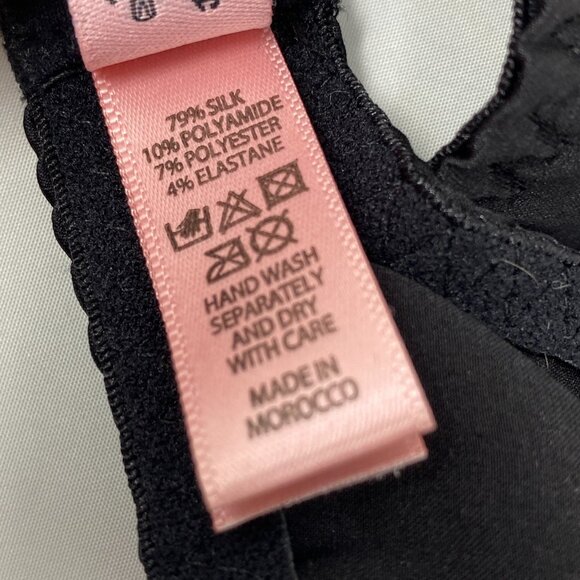 79% SILK
10% POLYAMIDE
7% POLYESTER
4% ELASTANE
HAND WASH
SEPARATELY
AND DRY
WITH CARE
MADE IN
MOROCCO